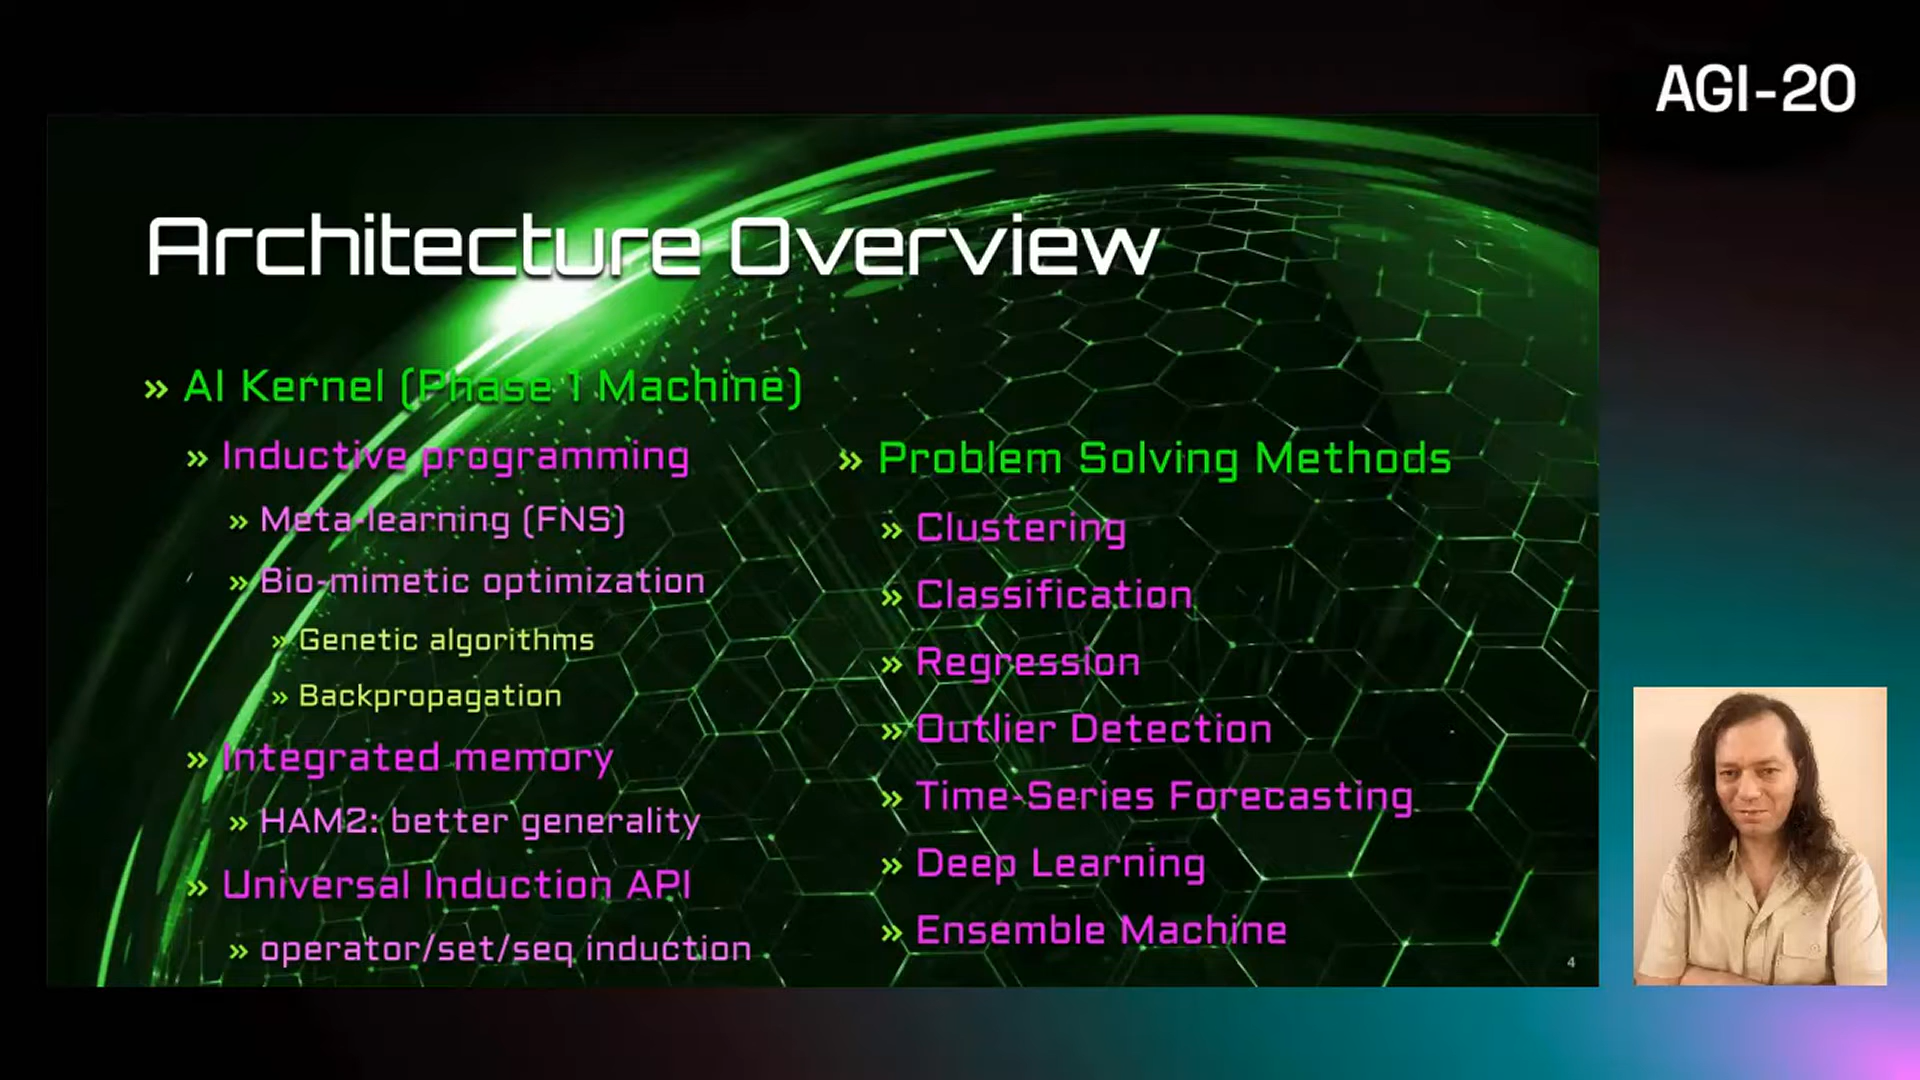 AGI-20
Architecture Overview
» AI Kernel (Phase 1 Machine)
» Inductive programming
» Meta-learning (FNS)
» Bio-mimetic optimization
» Genetic algorithms
» Backpropagation
» Integrated memory
» HAM2: better generality
» Universal Induction API
» operator/set/seq induction
» Problem Solving Methods
» Clustering
» Classification
» Regression
» Outlier Detection
» Time-Series Forecasting
» Deep Learning
» Ensemble Machine
4